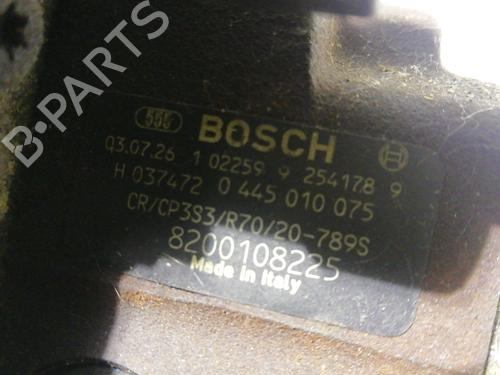 555 BOSCH
03.07.26 1 02259 9 254178 9
H 037472 0 445 010 075
CR/CP3S3/R70/20-789S
8200108225
Made in Italy
B-PARTS